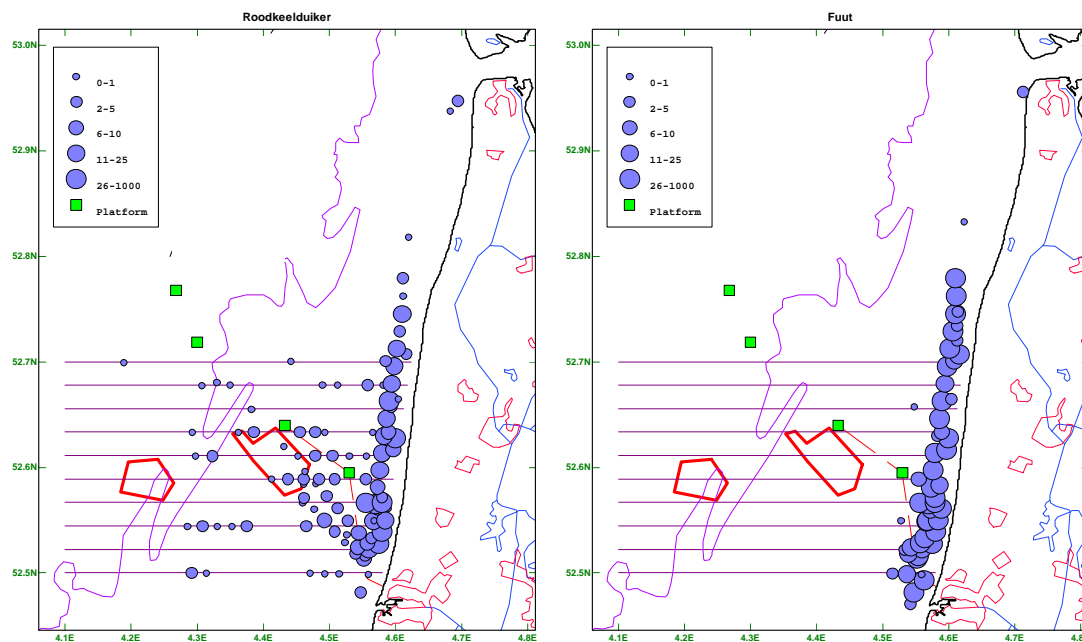 Roodkeelduiker
53.0N
52.9N
52.8N
52.7N
52.6N
52.5N
0-1
2-5
6-10
11-25
26-1000
Platform
4.1E 4.2E 4.3E 4.4E 4.5E 4.6E 4.7E 4.8E
Fuut
53.0N
52.9N
52.8N
52.7N
52.6N
52.5N
0-1
2-5
6-10
11-25
26-1000
Platform
4.1E 4.2E 4.3E 4.4E 4.5E 4.6E 4.7E 4.8